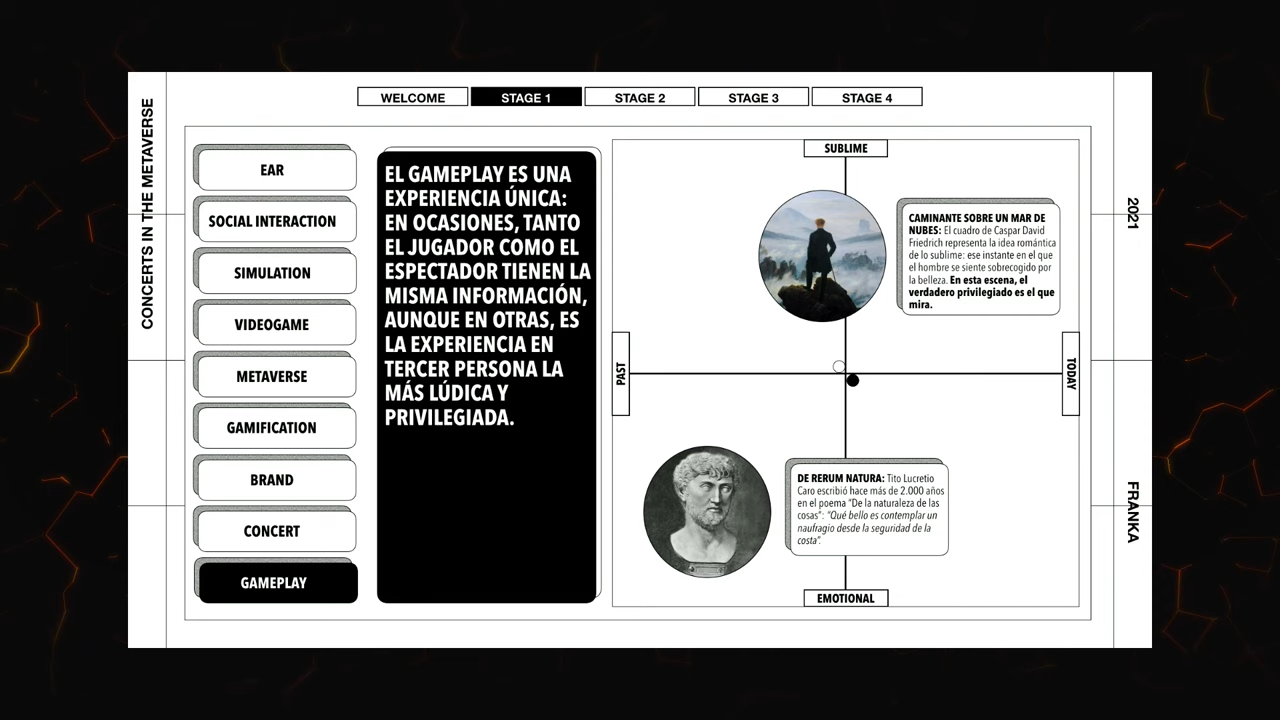 WELCOME
STAGE 1
STAGE 2
STAGE 3
STAGE 4
CONCERTS IN THE METAVERSE
EAR
SOCIAL INTERACTION
SIMULATION
VIDEOGAME
METAVERSE
GAMIFICATION
BRAND
CONCERT
GAMEPLAY
EL GAMEPLAY ES UNA
EXPERIENCIA ÚNICA:
EN OCASIONES, TANTO
EL JUGADOR COMO EL
ESPECTADOR TIENEN LA
MISMA INFORMACIÓN,
AUNQUE EN OTRAS, ES
LA EXPERIENCIA EN
TERCER PERSONA LA
MÁS LÚDICA Y
PRIVILEGIADA.
SUBLIME
CAMINANTE SOBRE UN MAR DE
NUBES: El cuadro de Caspar David
Friedrich representa la idea romántica
de lo sublime: ese instante en el que
el hombre se siente sobrecogido por
la belleza. En esta escena, el
verdadero privilegiado es el que
mira.
PAST
TODAY
DE RERUM NATURA: Tito Lucretio
Caro escribió hace más de 2.000 años
en el poema “De la naturaleza de las
cosas”: “Qué bello es contemplar un
naufragio desde la seguridad de la
costa”.
EMOTIONAL
2021
FRANKA